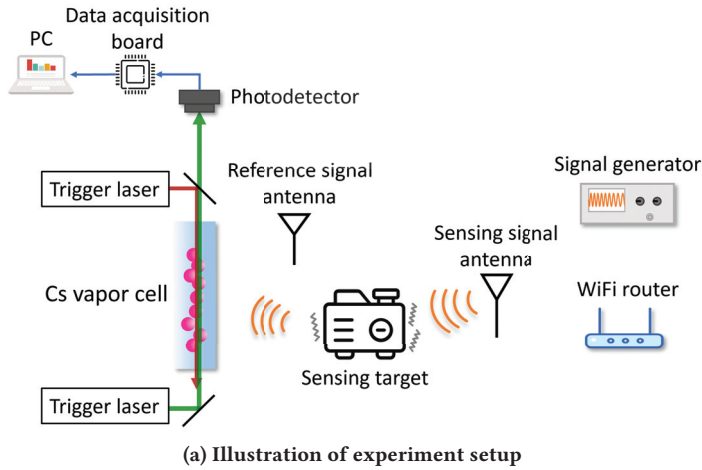 Data acquisition
board
PC
Photodetector
Trigger laser
Reference signal
antenna
Signal generator
Sensing signal
antenna
Cs vapor cell
WiFi router
Sensing target
Trigger laser
(a) Illustration of experiment setup